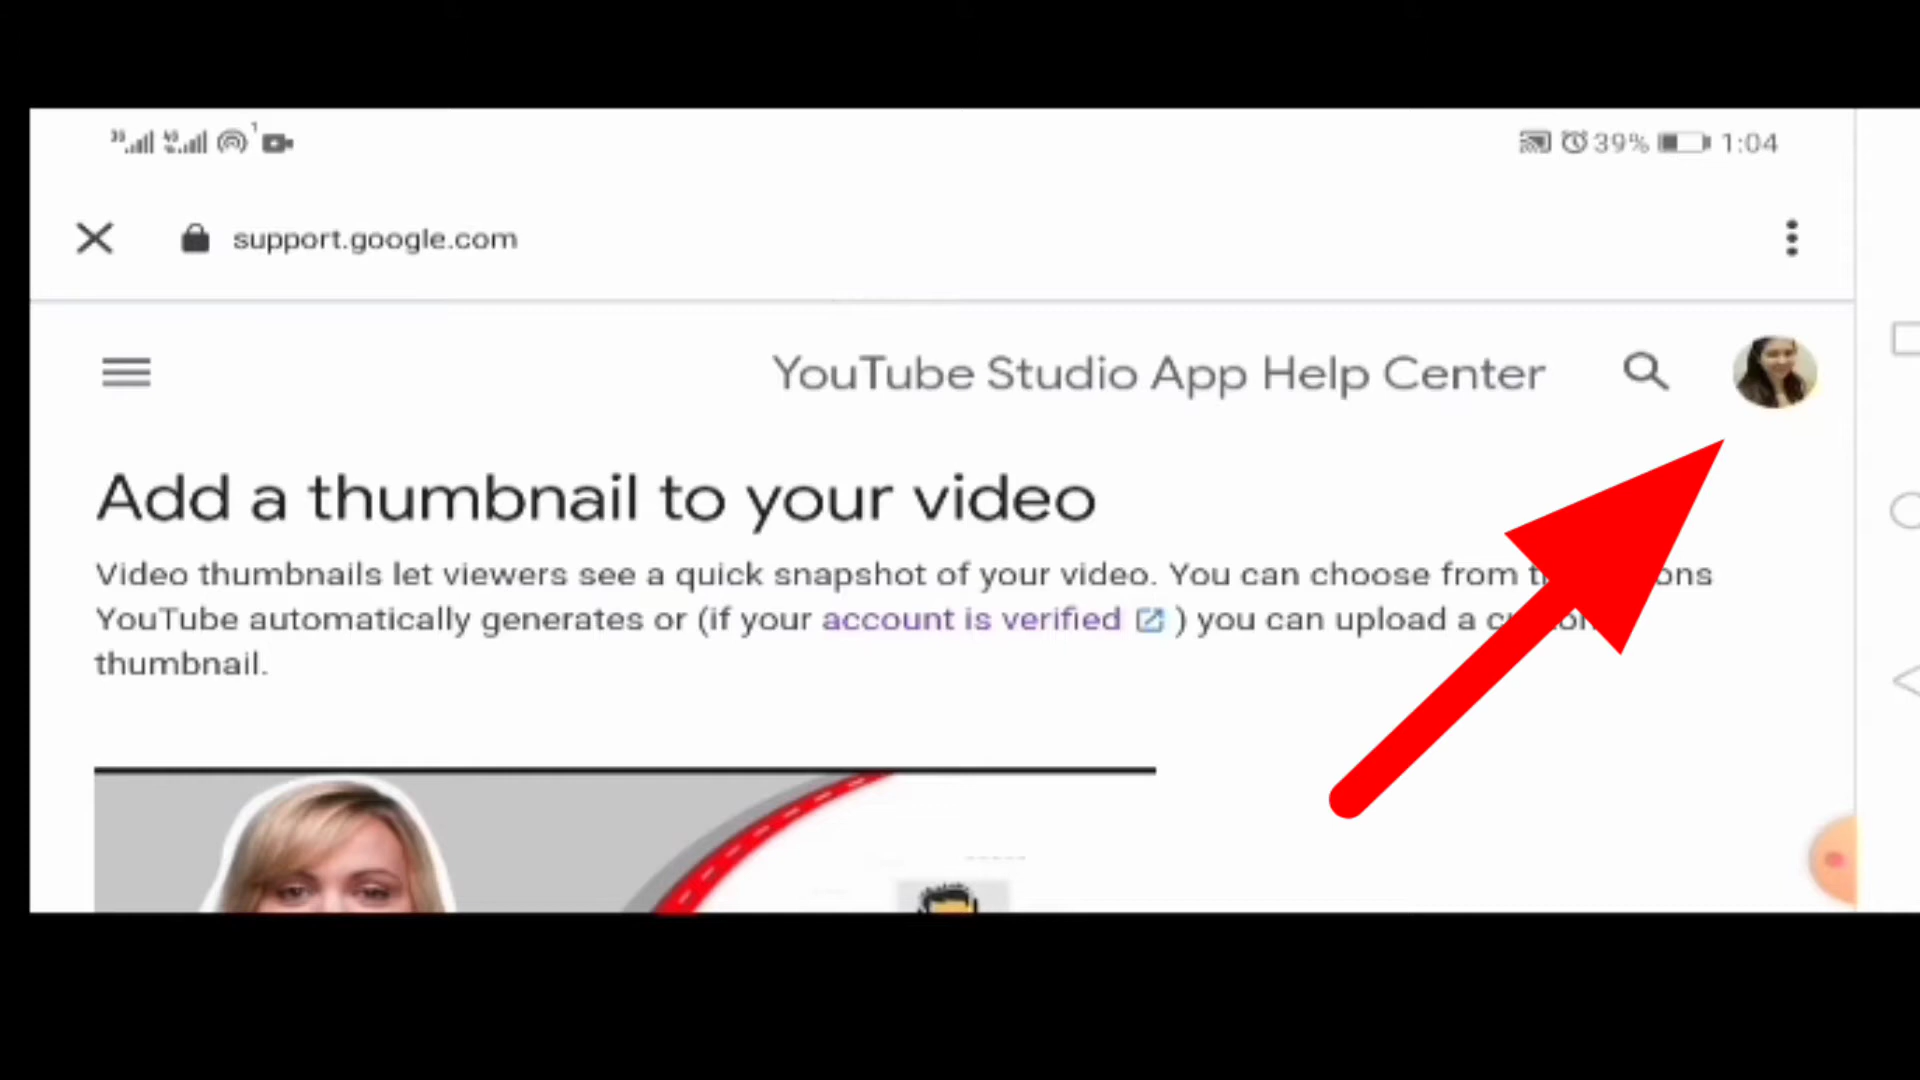 39% 1:04
support.google.com
YouTube Studio App Help Center
Add a thumbnail to your video
Video thumbnails let viewers see a quick snapshot of your video. You can choose from
YouTube automatically generates or (if your account is verified ) you can upload a
thumbnail.